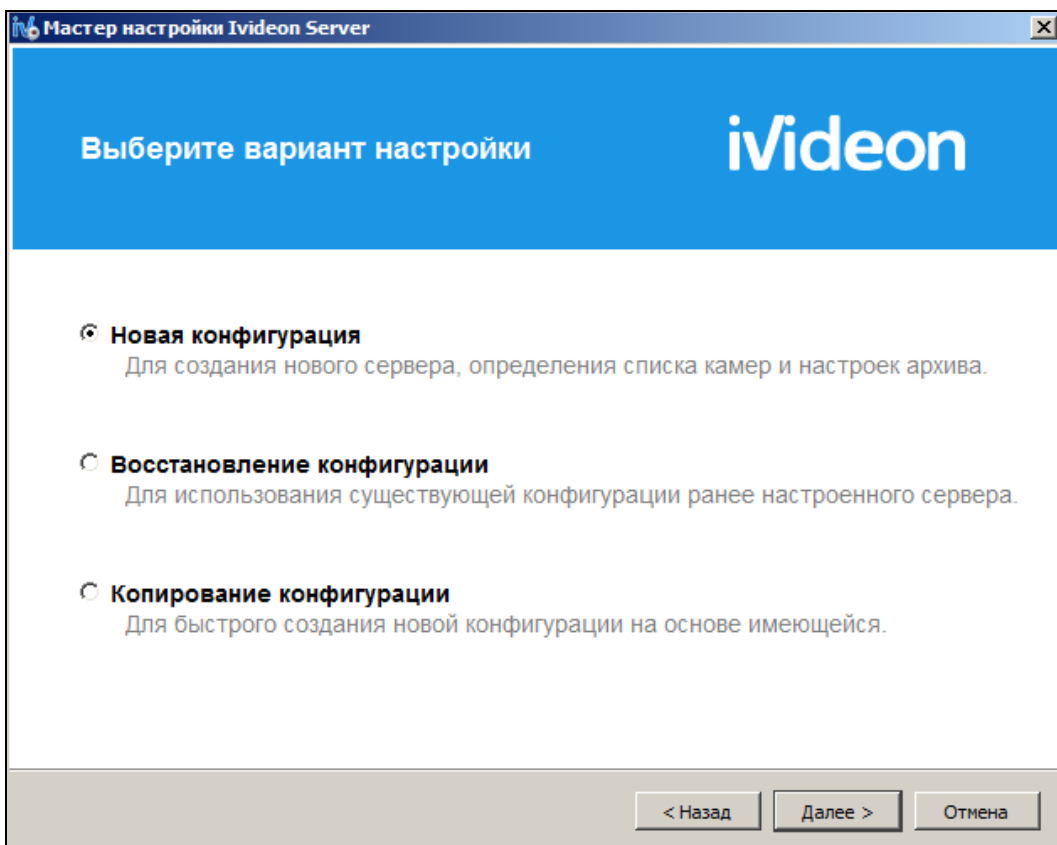 Мастер настройки Ivideon Server
Выберите вариант настройки
iVideon
Новая конфигурация
Для создания нового сервера, определения списка камер и настроек архива.
Восстановление конфигурации
Для использования существующей конфигурации ранее настроенного сервера.
Копирование конфигурации
Для быстрого создания новой конфигурации на основе имеющейся.
< Назад
Далее >
Отмена